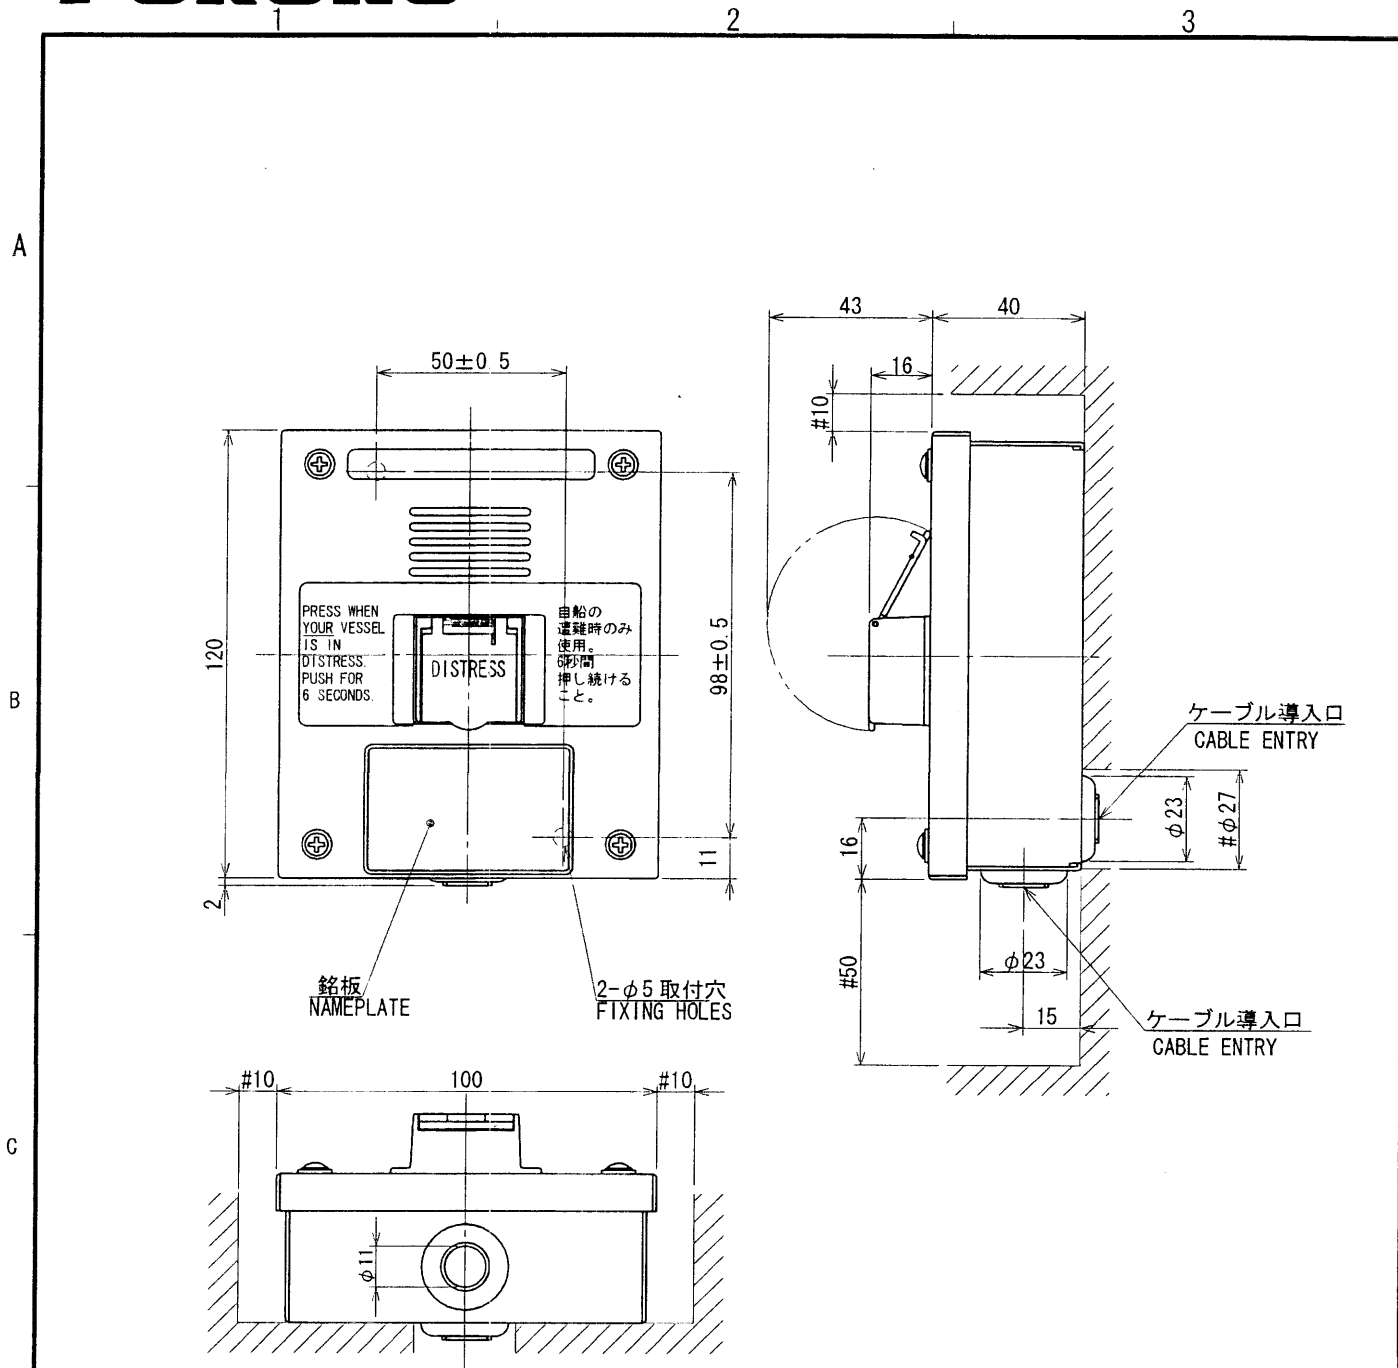 1
2
3
A
43
40
50±0.5
16
#10
PRESS WHEN
YOUR VESSEL
IS IN
DISTRESS.
PUSH FOR
6 SECONDS.
DISTRESS
自船の
遭難時のみ
使用。
6秒間
押し続ける
こと。
120
98±0.5
B
ケーブル導入口
CABLE ENTRY
φ23
#φ27
16
11
2
#50
φ23
銘板
NAMEPLATE
2-φ5 取付穴
FIXING HOLES
15
ケーブル導入口
CABLE ENTRY
#10
100
#10
C
φ11